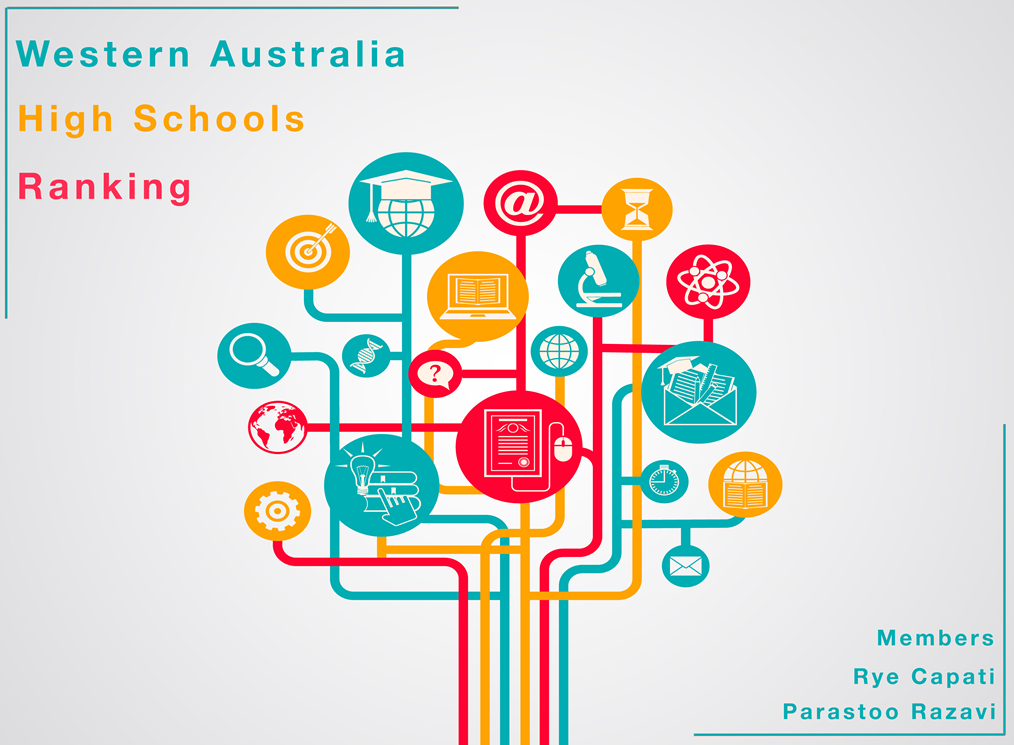 Western Australia
High Schools
Ranking
@
?
Members
Rye Capati
Parastoo Razavi